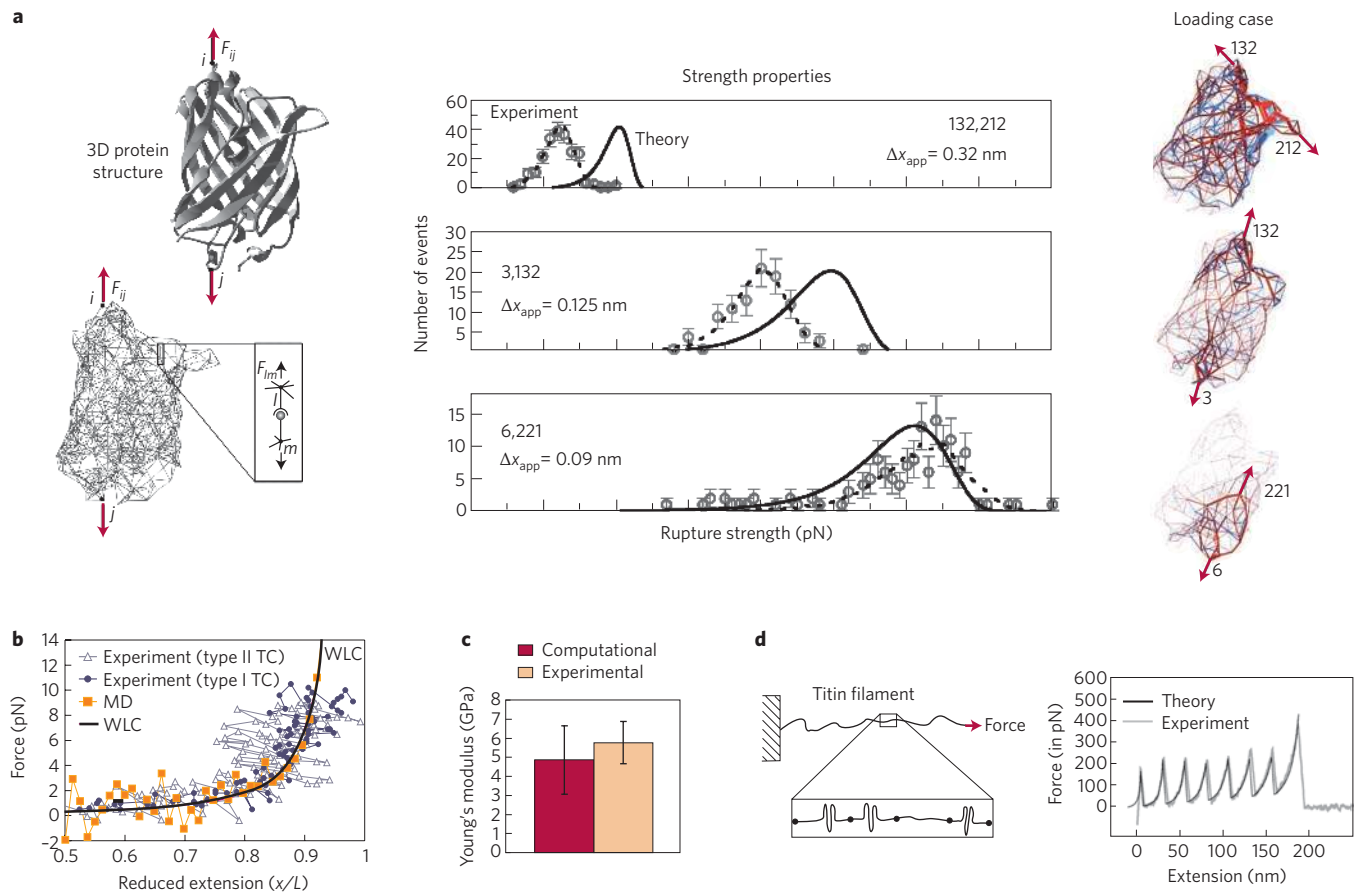 a
F_ij
i
3D protein
structure
j
i
F_ij
F_lm
l
m
j
Strength properties
Number of events
60
40
20
0
Experiment
Theory
132,212
Δx_app = 0.32 nm
30
25
20
15
10
5
3,132
Δx_app = 0.125 nm
15
10
5
0
6,221
Δx_app = 0.09 nm
Rupture strength (pN)
Loading case
132
212
132
3
221
6
b
Force (pN)
14
12
10
8
6
4
2
0
−2
Experiment (type II TC)
Experiment (type I TC)
MD
WLC
WLC
0.5 0.6 0.7 0.8 0.9 1
Reduced extension (x/L)
c
Computational
Experimental
Young's modulus (GPa)
8
7
6
5
4
3
2
1
0
d
Titin filament
Force
Force (in pN)
600
500
400
300
200
100
0
Theory
Experiment
0 50 100 150 200
Extension (nm)